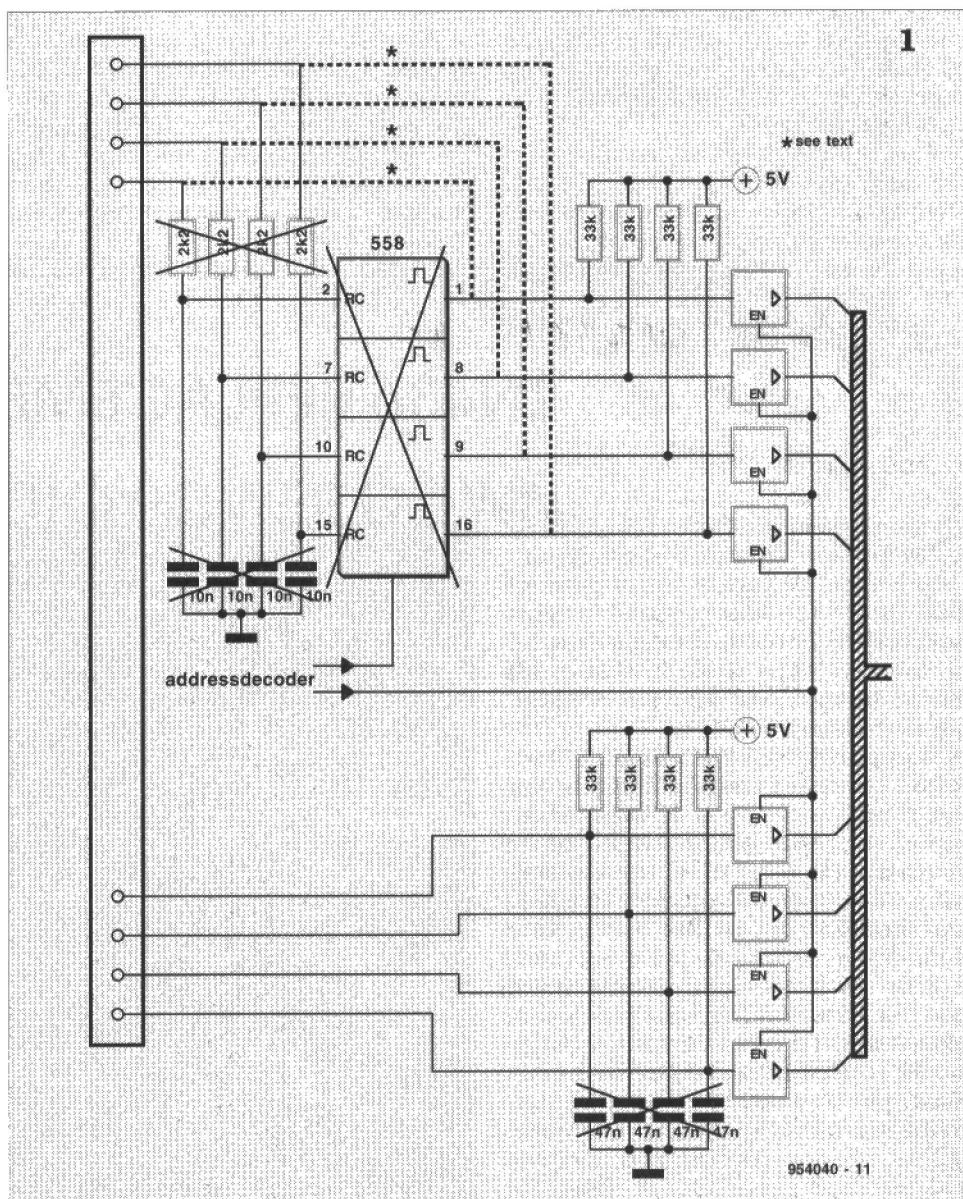 1
*
*
*
*
* see text
5V
2k2 2k2 2k2 2k2
33k 33k 33k 33k
558
2 RC 1
EN
7 RC 8
EN
10 RC 9
EN
15 RC 16
EN
10n 10n 10n 10n
addressdecoder
5V
33k 33k 33k 33k
EN
EN
EN
EN
47n 47n 47n 47n
954040 - 11